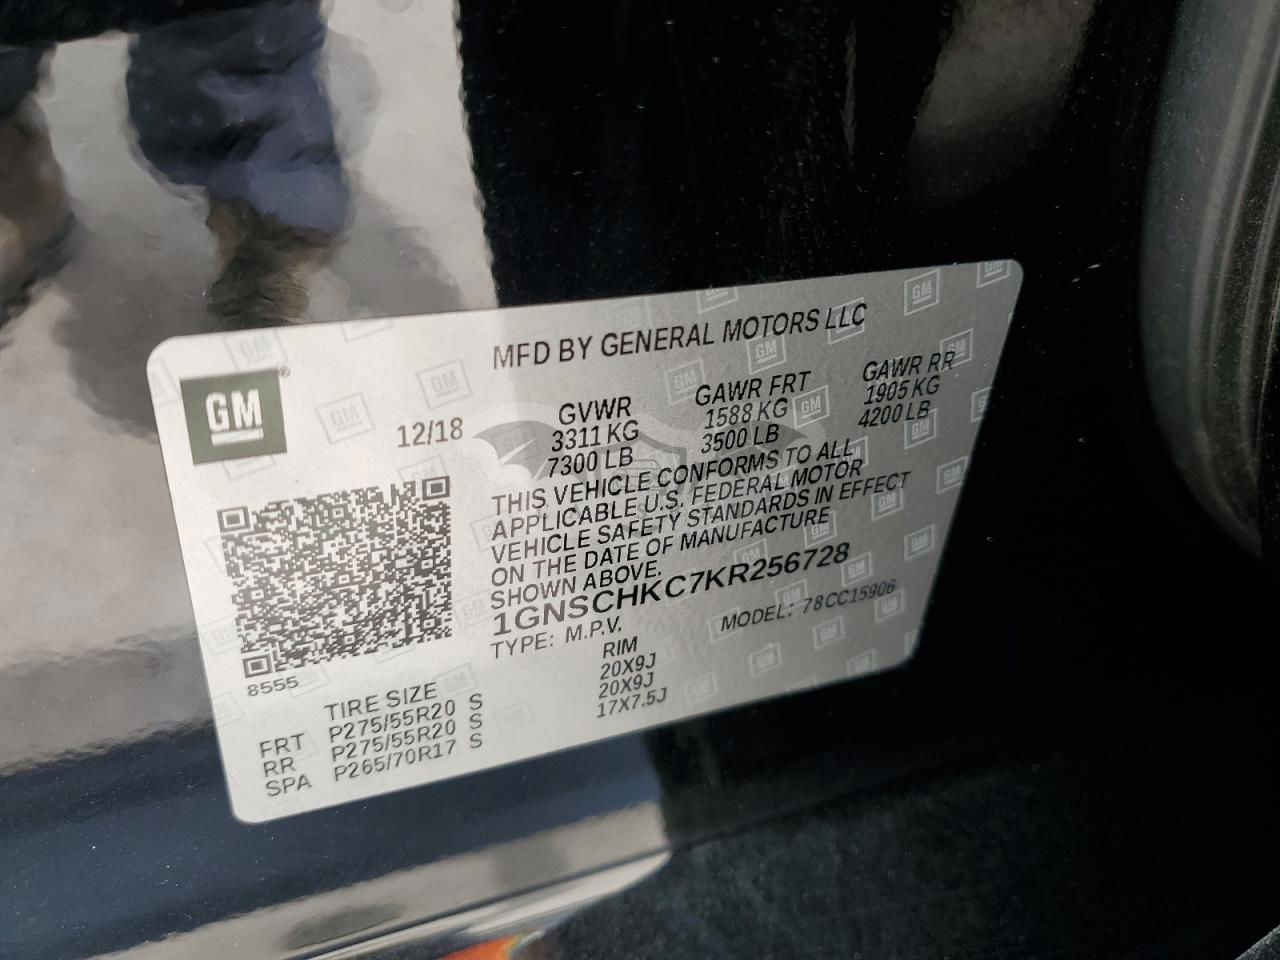 MFD BY GENERAL MOTORS LLC
GM
12/18
GVWR GAWR FRT GAWR RR
3311 KG 1588 KG 1905 KG
7300 LB 3500 LB 4200 LB
THIS VEHICLE CONFORMS TO ALL
APPLICABLE U.S. FEDERAL MOTOR
VEHICLE SAFETY STANDARDS IN EFFECT
ON THE DATE OF MANUFACTURE
SHOWN ABOVE.
1GNSCHKC7KR256728
TYPE: M.P.V. MODEL: 78CC15906
8555
TIRE SIZE RIM
FRT P275/55R20 S 20X9J
RR P275/55R20 S 20X9J
SPA P265/70R17 S 17X7.5J